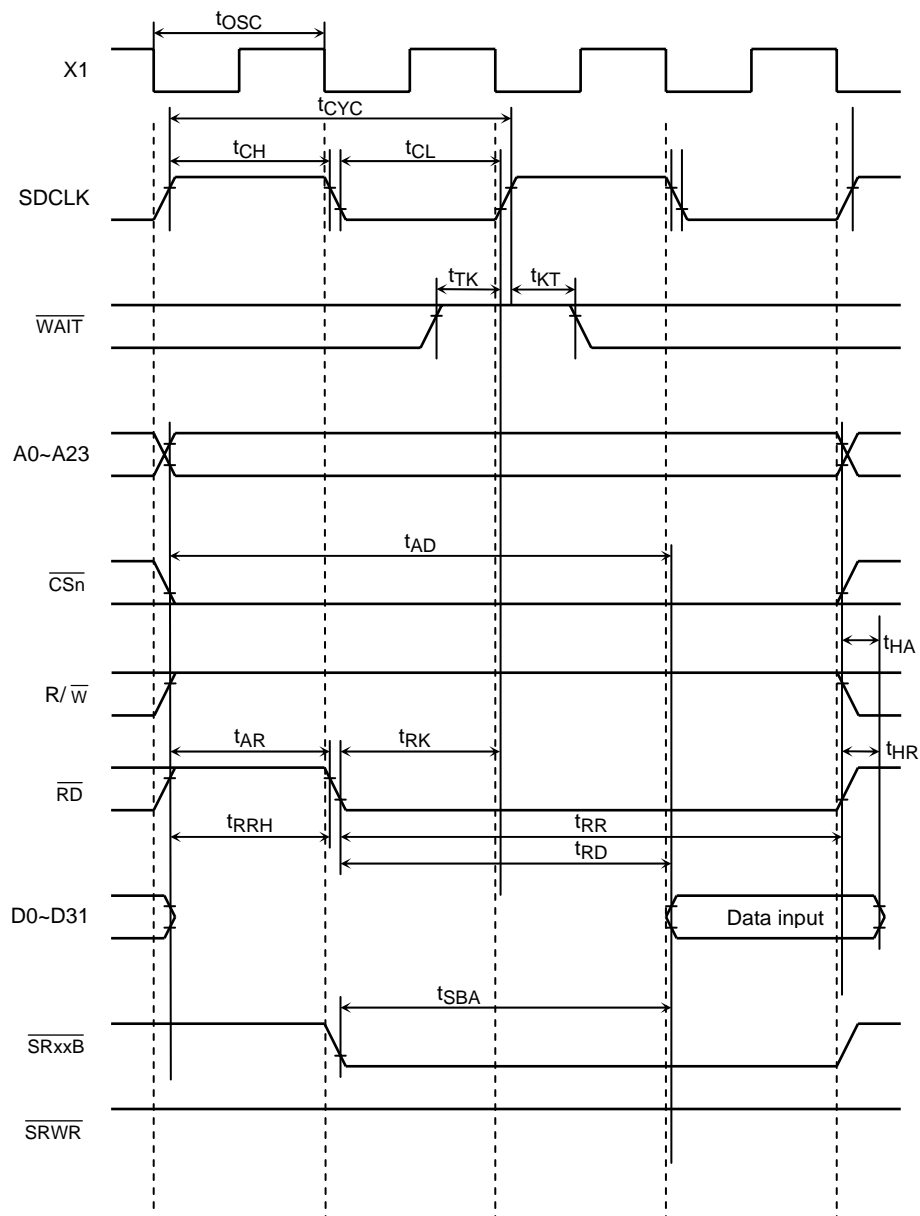 tOSC
X1
tCYC
tCH
tCL
SDCLK
tTK
tKT
WAIT
A0~A23
tAD
CSn
tHA
R/ W
tAR
tRK
tHR
RD
tRRH
tRR
tRD
D0~D31
Data input
tSBA
SRxxB
SRWR